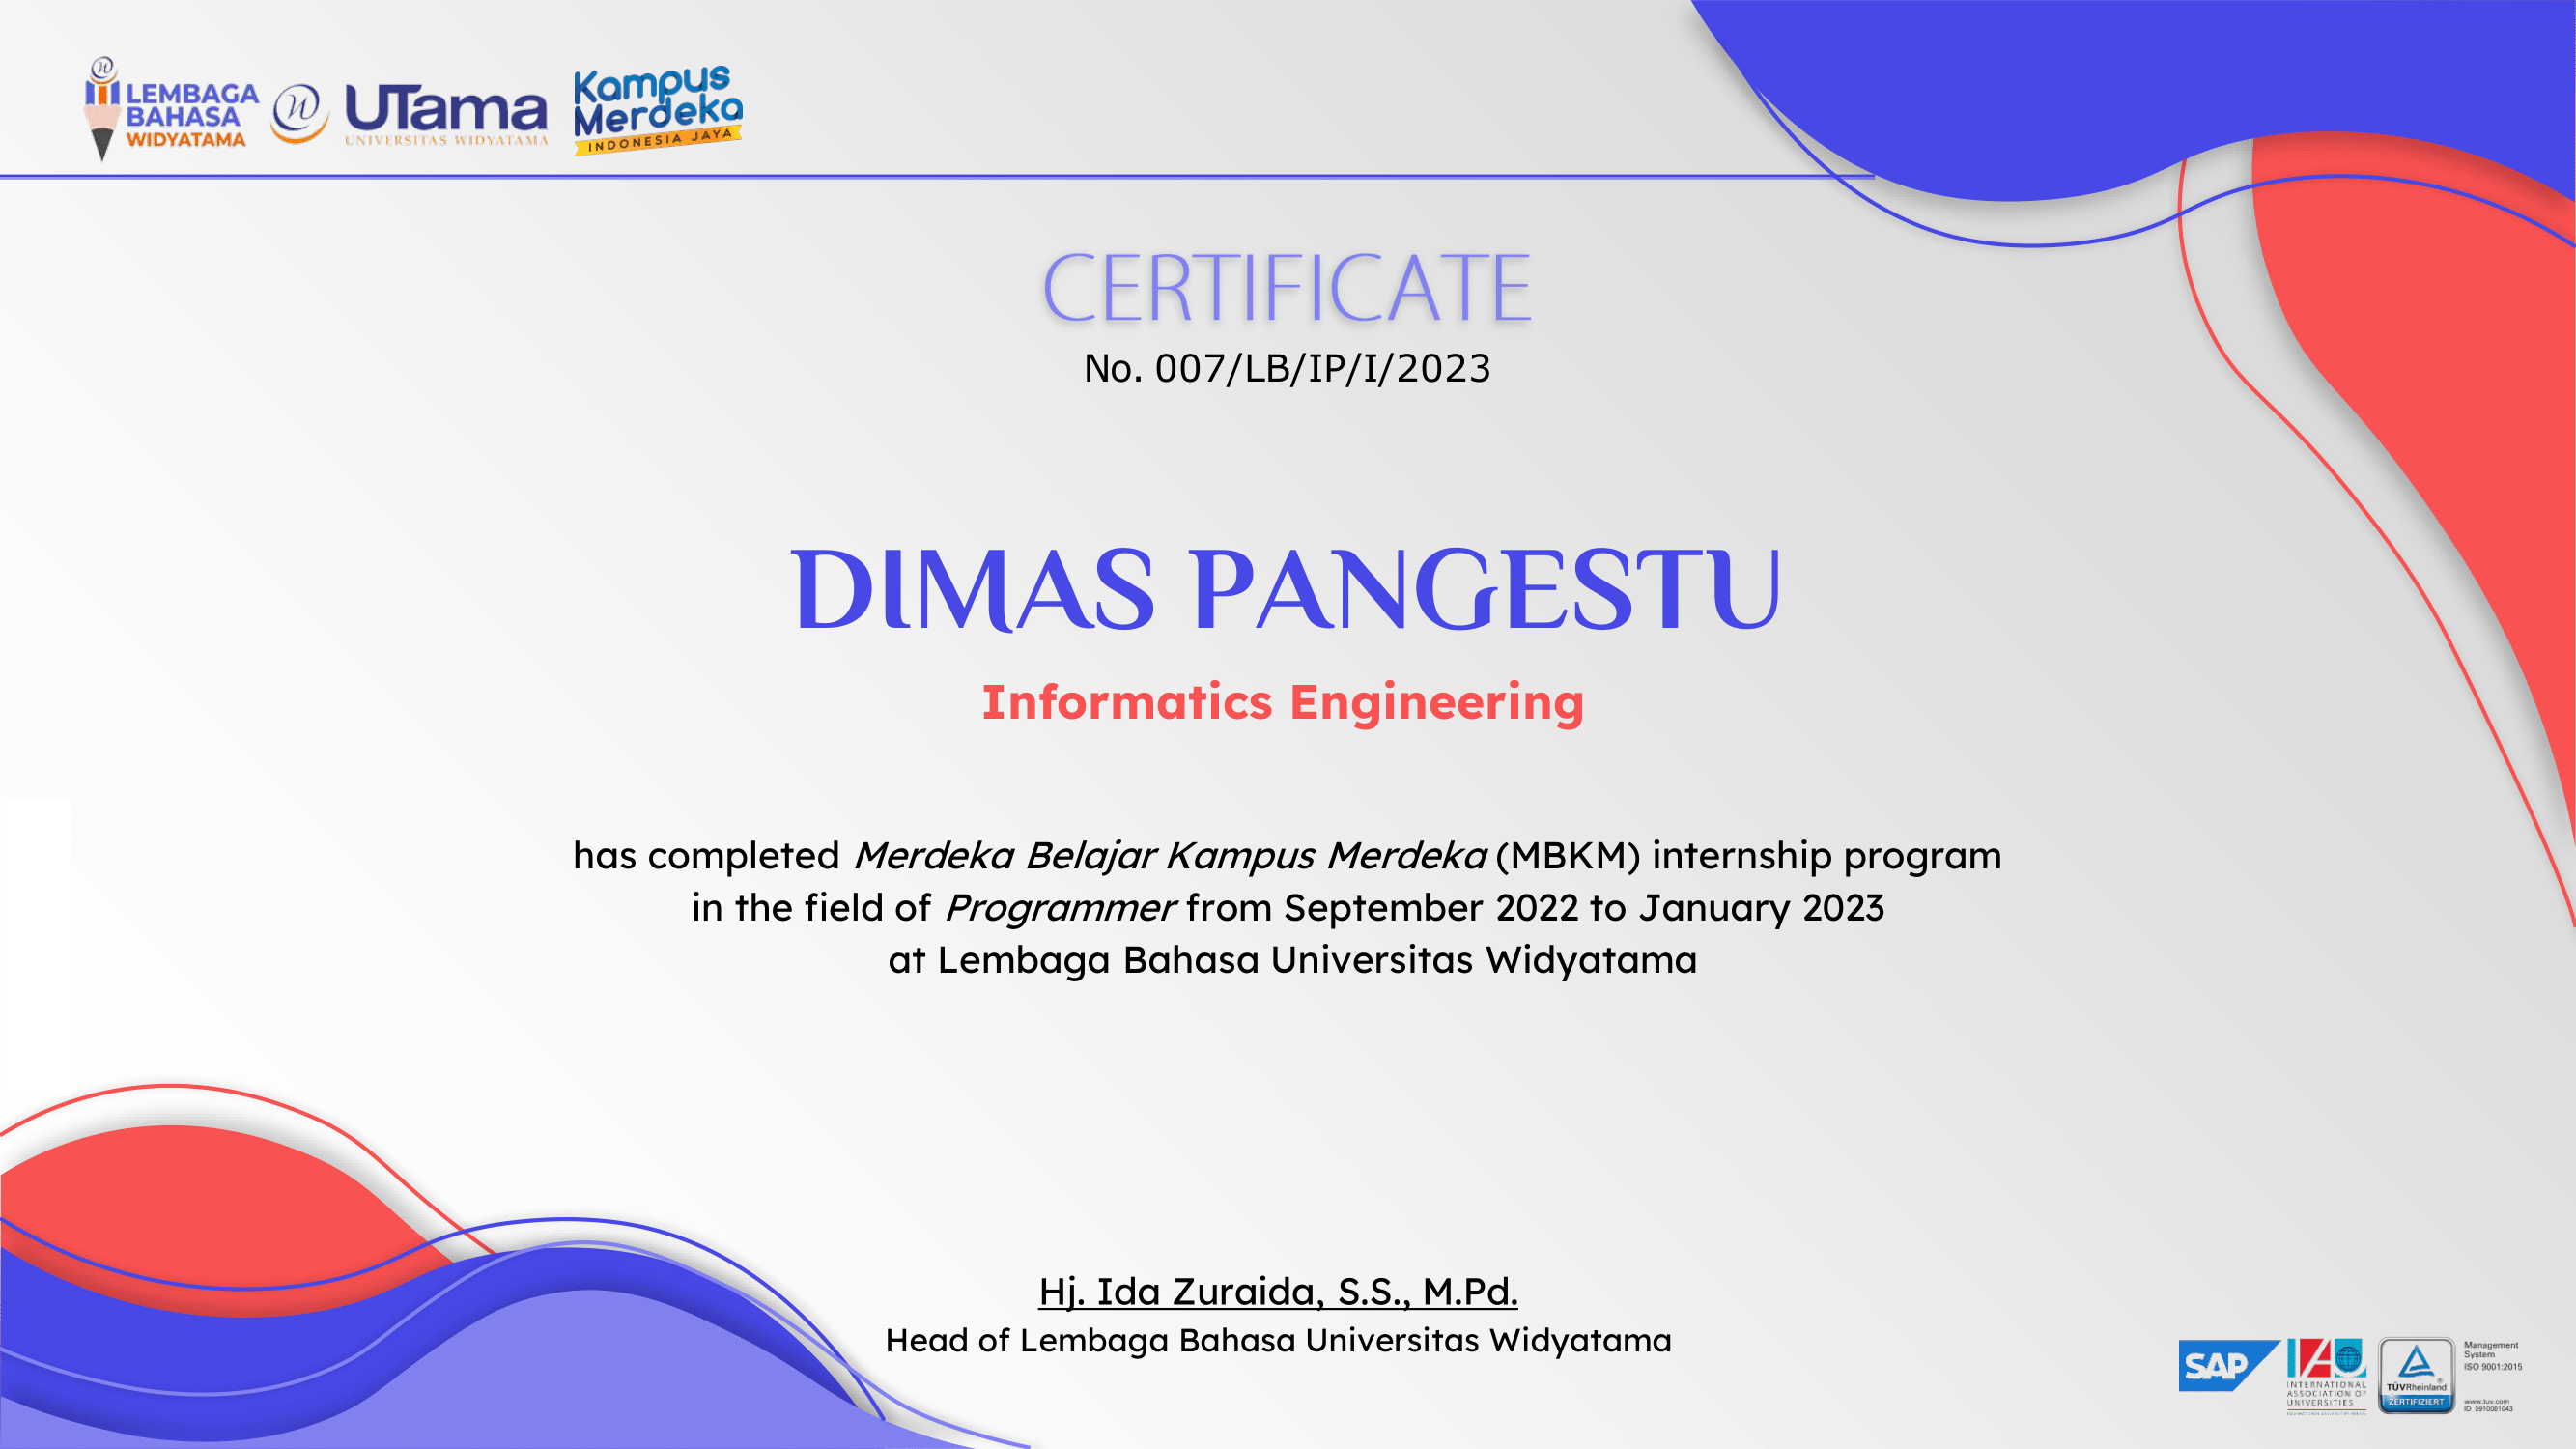 LEMBAGA
BAHASA
WIDYATAMA
UTama
UNIVERSITAS WIDYATAMA
Kampus
Merdeka
INDONESIA JAYA
CERTIFICATE
No. 007/LB/IP/I/2023
DIMAS PANGESTU
Informatics Engineering
has completed Merdeka Belajar Kampus Merdeka (MBKM) internship program
in the field of Programmer from September 2022 to January 2023
at Lembaga Bahasa Universitas Widyatama
Hj. Ida Zuraida, S.S., M.Pd.
Head of Lembaga Bahasa Universitas Widyatama
SAP
IAU
INTERNATIONAL
ASSOCIATION OF
UNIVERSITIES
TÜVRheinland®
ZERTIFIZIERT
Management
System
ISO 9001:2015
www.tuv.com
ID 0910081043